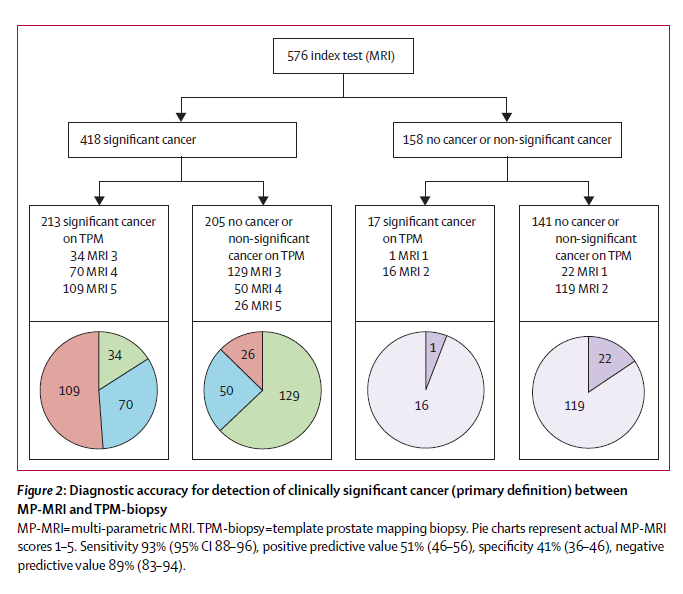 576 index test (MRI)
418 significant cancer
158 no cancer or non-significant cancer
213 significant cancer
on TPM
34 MRI 3
70 MRI 4
109 MRI 5
205 no cancer or
non-significant
cancer on TPM
129 MRI 3
50 MRI 4
26 MRI 5
17 significant cancer
on TPM
1 MRI 1
16 MRI 2
141 no cancer or
non-significant
cancer on TPM
22 MRI 1
119 MRI 2
34
109
70
26
50
129
1
16
22
119
Figure 2: Diagnostic accuracy for detection of clinically significant cancer (primary definition) between
MP-MRI and TPM-biopsy
MP-MRI=multi-parametric MRI. TPM-biopsy=template prostate mapping biopsy. Pie charts represent actual MP-MRI
scores 1–5. Sensitivity 93% (95% CI 88–96), positive predictive value 51% (46–56), specificity 41% (36–46), negative
predictive value 89% (83–94).